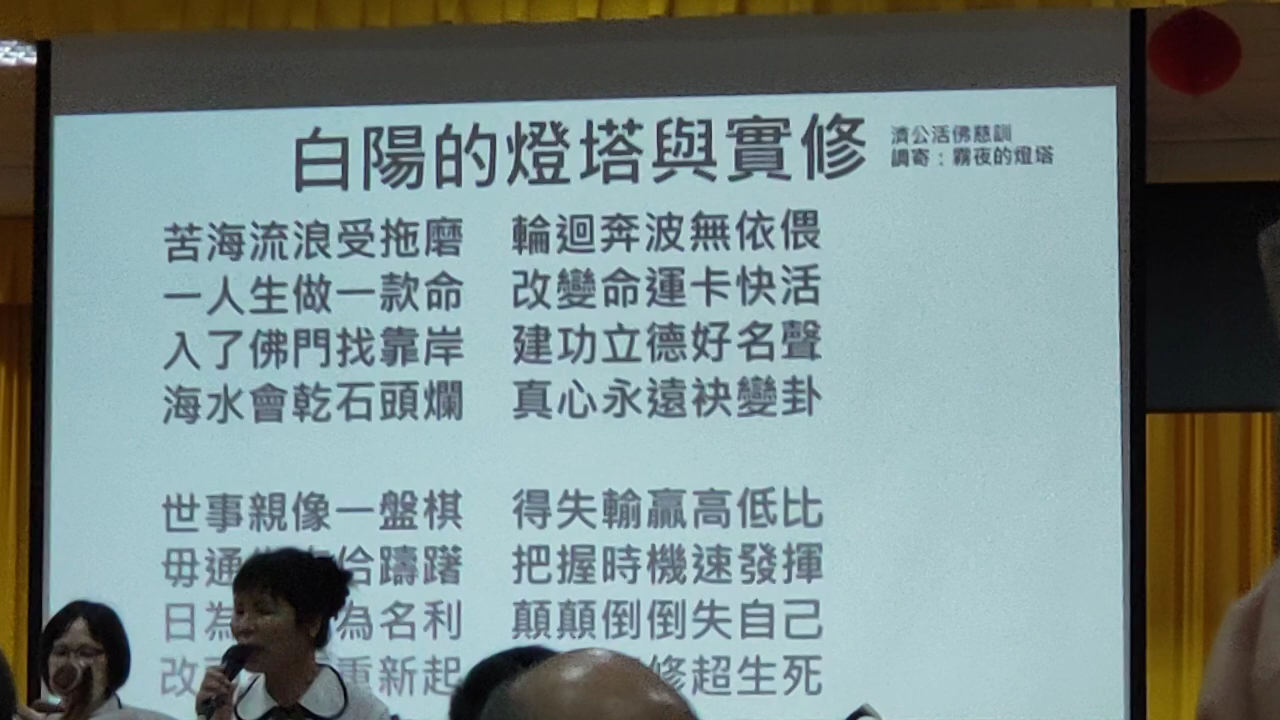 白陽的燈塔與實修
濟公活佛慈訓
調寄：霧夜的燈塔
苦海流浪受拖磨　輪迴奔波無依偎
一人生做一款命　改變命運卡快活
入了佛門找靠岸　建功立德好名聲
海水會乾石頭爛　真心永遠袂變卦
世事親像一盤棋　得失輸贏高低比
毋通 佮躊躇　把握時機速發揮
日為 為名利　顛顛倒倒失自己
改 重新起　修超生死